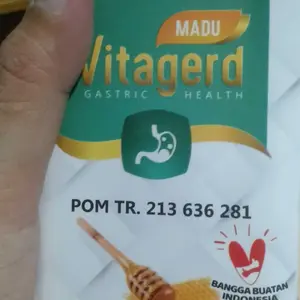 MADU
Vitagerd
GASTRIC HEALTH
POM TR. 213 636 281
BANGGA BUATAN
INDONESIA